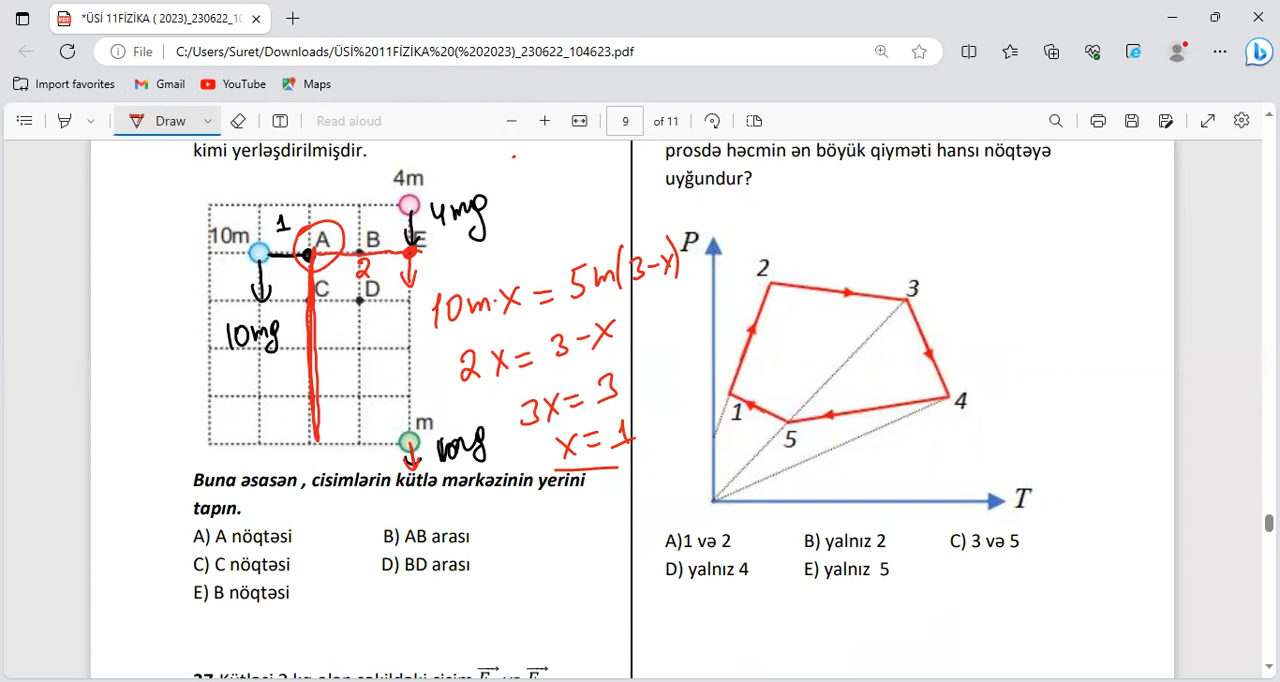 *ÜSİ 11FİZİKA ( 2023)_230622_10
File
C:/Users/Suret/Downloads/ÜSİ%2011FİZİKA%20(%202023)_230622_104623.pdf
Import favorites
Gmail
YouTube
Maps
Draw
Read aloud
9
of 11
kimi yerləşdirilmişdir.
4m
4mg
10m
1
A
B
E
2
C
D
10mg
m
mg
10m·x = 5m(3-x)
2x = 3-x
3x = 3
x = 1
Buna əsasən , cisimlərin kütlə mərkəzinin yerini
tapın.
A) A nöqtəsi
B) AB arası
C) C nöqtəsi
D) BD arası
E) B nöqtəsi
prosdə həcmin ən böyük qiyməti hansı nöqtəyə
uyğundur?
P
2
3
1
4
5
T
A)1 və 2
B) yalnız 2
C) 3 və 5
D) yalnız 4
E) yalnız 5